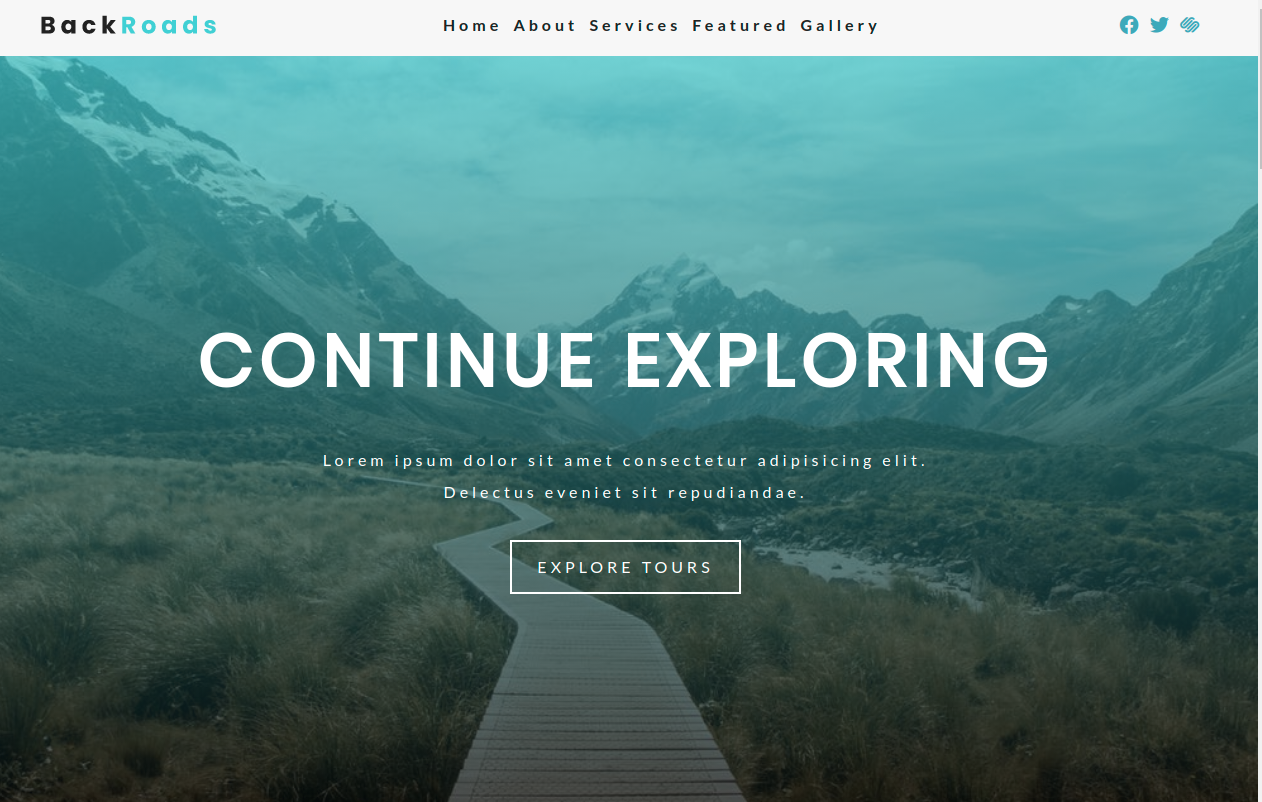 BackRoads
Home About Services Featured Gallery
CONTINUE EXPLORING
Lorem ipsum dolor sit amet consectetur adipisicing elit.
Delectus eveniet sit repudiandae.
EXPLORE TOURS